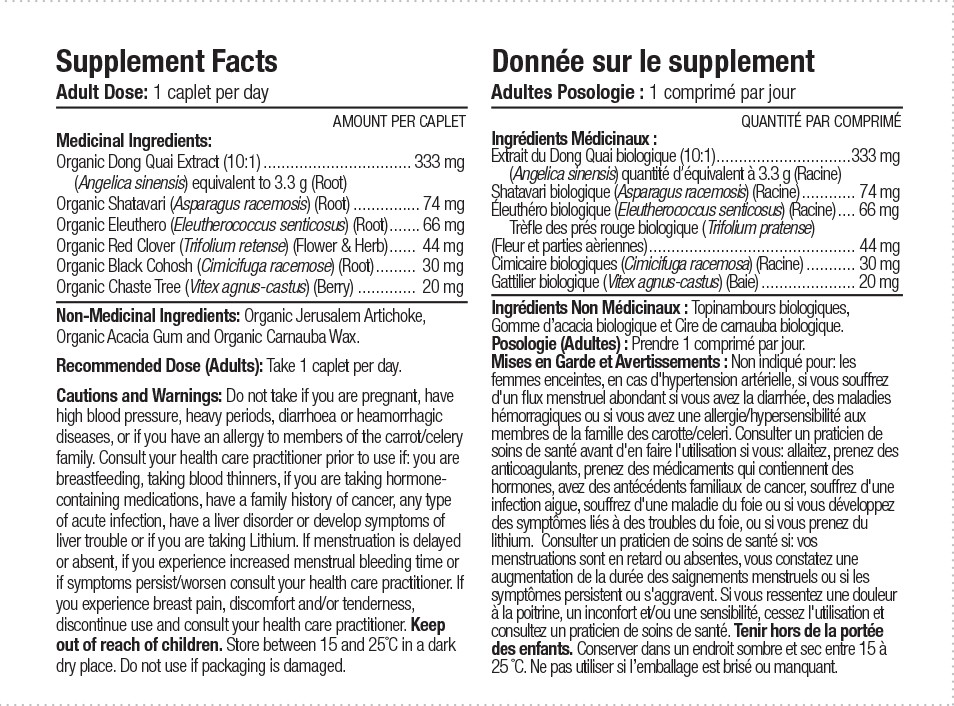 Supplement Facts
Adult Dose: 1 caplet per day
AMOUNT PER CAPLET
Medicinal Ingredients:
Organic Dong Quai Extract (10:1)................................ 333 mg
(Angelica sinensis) equivalent to 3.3 g (Root)
Organic Shatavari (Asparagus racemosis) (Root) ............... 74 mg
Organic Eleuthero (Eleutherococcus senticosus) (Root)....... 66 mg
Organic Red Clover (Trifolium retense) (Flower & Herb)...... 44 mg
Organic Black Cohosh (Cimicifuga racemose) (Root)......... 30 mg
Organic Chaste Tree (Vitex agnus-castus) (Berry) ............. 20 mg
Non-Medicinal Ingredients: Organic Jerusalem Artichoke,
Organic Acacia Gum and Organic Carnauba Wax.
Recommended Dose (Adults): Take 1 caplet per day.
Cautions and Warnings: Do not take if you are pregnant, have
high blood pressure, heavy periods, diarrhoea or heamorrhagic
diseases, or if you have an allergy to members of the carrot/celery
family. Consult your health care practitioner prior to use if: you are
breastfeeding, taking blood thinners, if you are taking hormone-
containing medications, have a family history of cancer, any type
of acute infection, have a liver disorder or develop symptoms of
liver trouble or if you are taking Lithium. If menstruation is delayed
or absent, if you experience increased menstrual bleeding time or
if symptoms persist/worsen consult your health care practitioner. If
you experience breast pain, discomfort and/or tenderness,
discontinue use and consult your health care practitioner. Keep
out of reach of children. Store between 15 and 25°C in a dark
dry place. Do not use if packaging is damaged.
Donnée sur le supplement
Adultes Posologie : 1 comprimé par jour
QUANTITÉ PAR COMPRIMÉ
Ingrédients Médicinaux :
Extrait du Dong Quai biologique (10:1)..............................333 mg
(Angelica sinensis) quantité d'équivalent à 3.3 g (Racine)
Shatavari biologique (Asparagus racemosis) (Racine)............ 74 mg
Éleuthéro biologique (Eleutherococcus senticosus) (Racine).... 66 mg
Trèfle des prés rouge biologique (Trifolium pratense)
(Fleur et parties aèriennes).............................................. 44 mg
Cimicaire biologiques (Cimicifuga racemosa) (Racine) ........... 30 mg
Gattilier biologique (Vitex agnus-castus) (Baie) ..................... 20 mg
Ingrédients Non Médicinaux : Topinambours biologiques,
Gomme d'acacia biologique et Cire de carnauba biologique.
Posologie (Adultes) : Prendre 1 comprimé par jour.
Mises en Garde et Avertissements : Non indiqué pour: les
femmes enceintes, en cas d'hypertension artérielle, si vous souffrez
d'un flux menstruel abondant si vous avez la diarrhée, des maladies
hémorragiques ou si vous avez une allergie/hypersensibilité aux
membres de la famille des carotte/celeri. Consulter un praticien de
soins de santé avant d'en faire l'utilisation si vous: allaitez, prenez des
anticoagulants, prenez des médicaments qui contiennent des
hormones, avez des antécédents familiaux de cancer, souffrez d'une
infection aigue, souffrez d'une maladie du foie ou si vous développez
des symptômes liés à des troubles du foie, ou si vous prenez du
lithium. Consulter un praticien de soins de santé si: vos
menstruations sont en retard ou absentes, vous constatez une
augmentation de la durée des saignements menstruels ou si les
symptômes persistent ou s'aggravent. Si vous ressentez une douleur
à la poitrine, un inconfort et/ou une sensibilité, cessez l'utilisation et
consultez un praticien de soins de santé. Tenir hors de la portée
des enfants. Conserver dans un endroit sombre et sec entre 15 à
25 °C. Ne pas utiliser si l'emballage est brisé ou manquant.